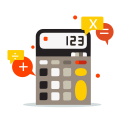 X
=
123
÷
+